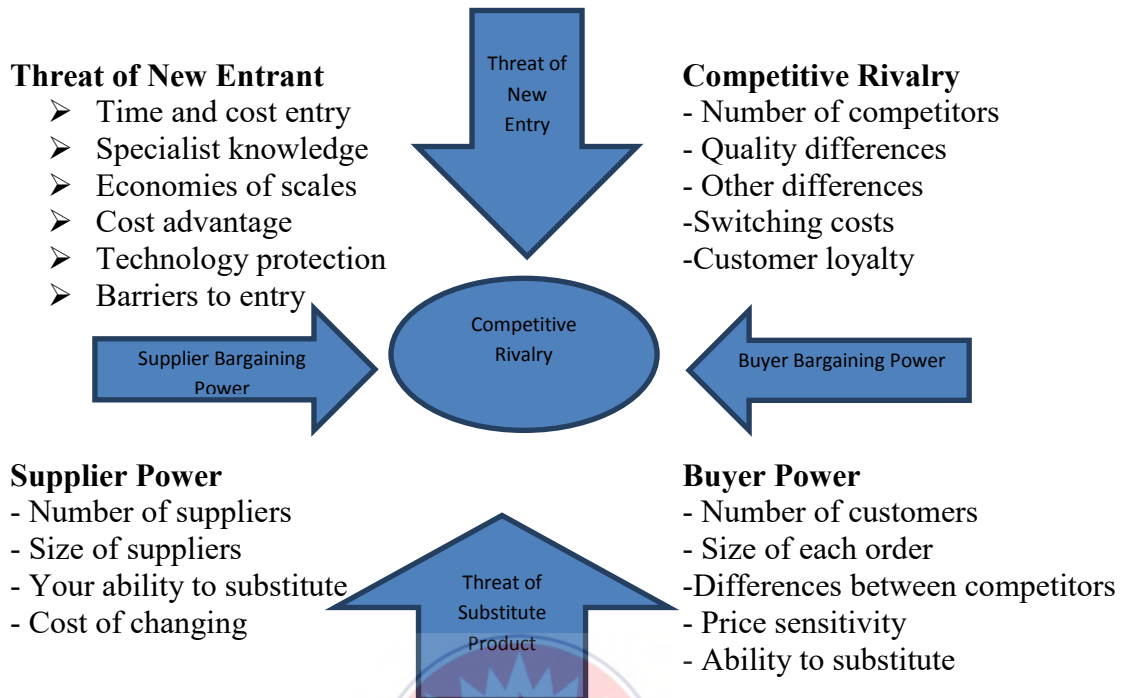 Threat of
New
Entry
Threat of New Entrant
➢ Time and cost entry
➢ Specialist knowledge
➢ Economies of scales
➢ Cost advantage
➢ Technology protection
➢ Barriers to entry
Competitive Rivalry
- Number of competitors
- Quality differences
- Other differences
-Switching costs
-Customer loyalty
Supplier Bargaining
Power
Competitive
Rivalry
Buyer Bargaining Power
Supplier Power
- Number of suppliers
- Size of suppliers
- Your ability to substitute
- Cost of changing
Threat of
Substitute
Product
Buyer Power
- Number of customers
- Size of each order
-Differences between competitors
- Price sensitivity
- Ability to substitute